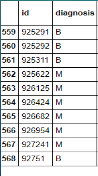 id diagnosis
559 925291 B
560 925292 B
561 925311 B
562 925622 M
563 926125 M
564 926424 M
565 926682 M
566 926954 M
567 927241 M
568 92751 B